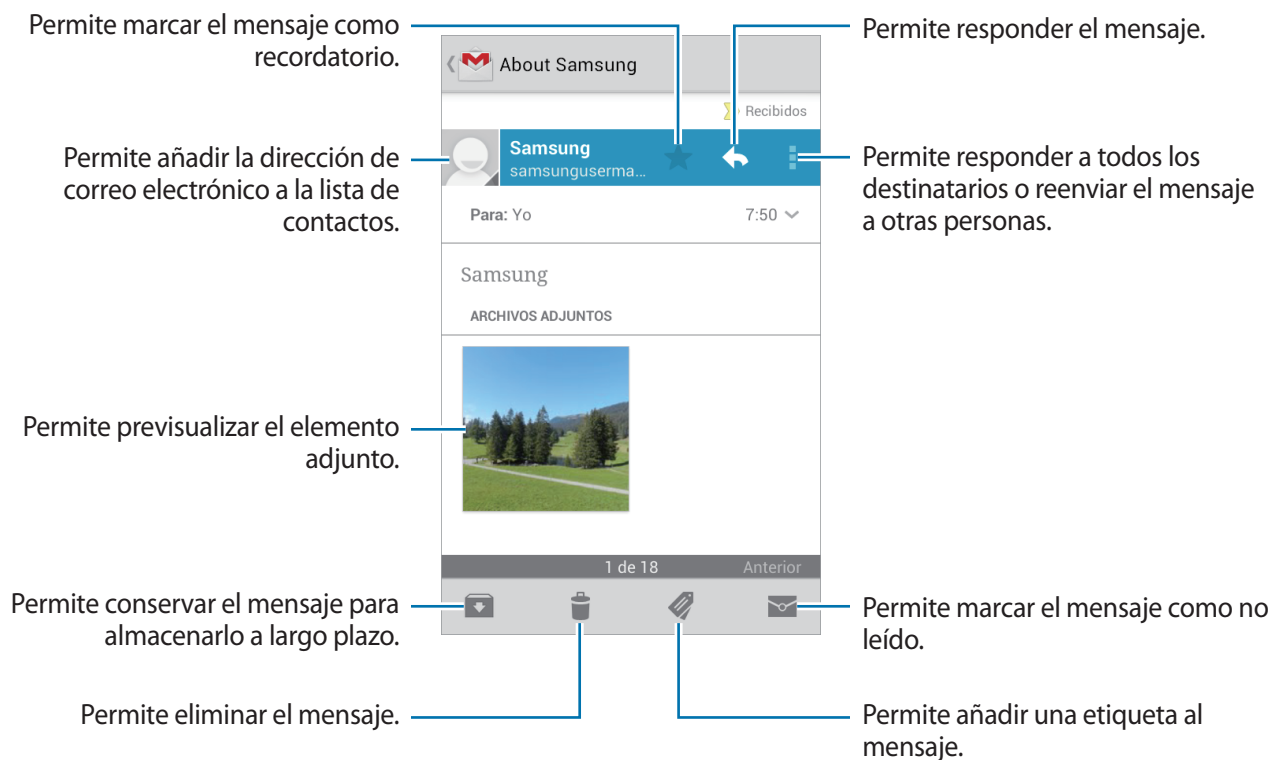 Permite marcar el mensaje como
recordatorio.
Permite responder el mensaje.
About Samsung
Recibidos
Permite añadir la dirección de
correo electrónico a la lista de
contactos.
Samsung
samsunguserma...
Permite responder a todos los
destinatarios o reenviar el mensaje
a otras personas.
Para: Yo
7:50
Samsung
ARCHIVOS ADJUNTOS
Permite previsualizar el elemento
adjunto.
1 de 18
Anterior
Permite conservar el mensaje para
almacenarlo a largo plazo.
Permite marcar el mensaje como no
leído.
Permite eliminar el mensaje.
Permite añadir una etiqueta al
mensaje.